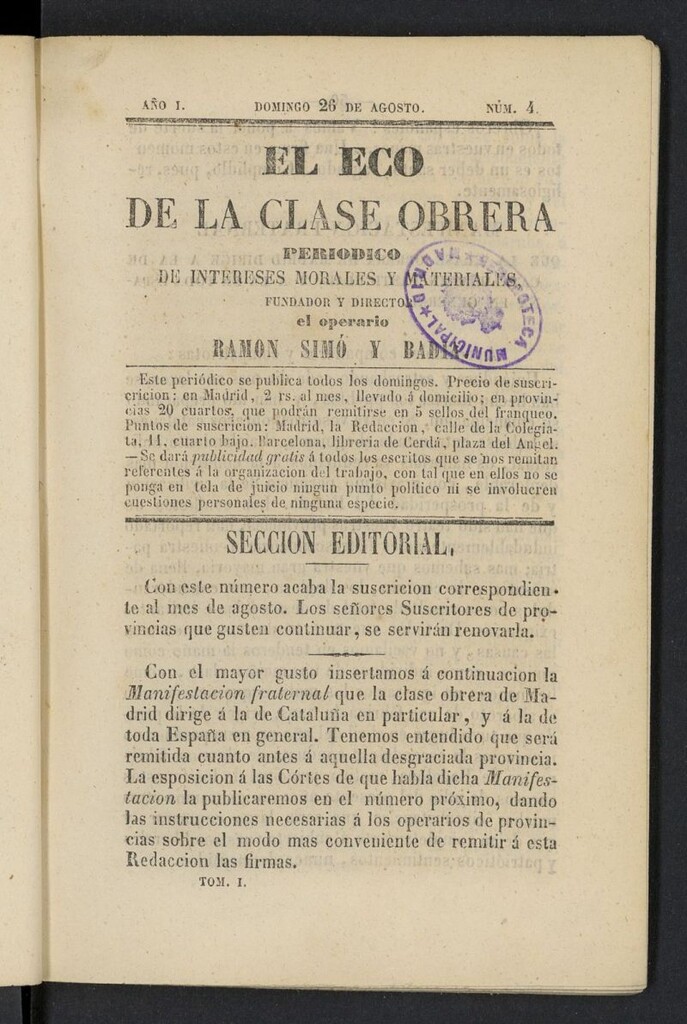 AÑO I. DOMINGO 26 DE AGOSTO. NÚM. 4.
EL ECO
DE LA CLASE OBRERA
PERIODICO
DE INTERESES MORALES Y MATERIALES,
FUNDADOR Y DIRECTOR
el operario
RAMON SIMÓ Y BADIA.
HEMEROTECA MUNICIPAL ★ MADRID ★
Este periódico se publica todos los domingos. Precio de suscri-
cricion: en Madrid, 2 rs. al mes, llevado á domicilio; en provin-
cias 20 cuartos, que podrán remitirse en 5 sellos del franqueo.
Puntos de suscricion: Madrid, la Redaccion, calle de la Colegia-
ta, 11, cuarto bajo. Barcelona, libreria de Cerdá, plaza del Angel.
—Se dará publicidad gratis á todos los escritos que se nos remitan
referentes á la organizacion del trabajo, con tal que en ellos no se
ponga en tela de juicio ningun punto político ni se involucren
cuestiones personales de ninguna especie.
SECCION EDITORIAL.
Con este número acaba la suscricion correspondien-
te al mes de agosto. Los señores Suscritores de pro-
vincias que gusten continuar, se servirán renovarla.
Con el mayor gusto insertamos á continuacion la
Manifestacion fraternal que la clase obrera de Ma-
drid dirige á la de Cataluña en particular, y á la de
toda España en general. Tenemos entendido que será
remitida cuanto antes á aquella desgraciada provincia.
La esposicion á las Córtes de que habla dicha Manifes-
tacion la publicaremos en el número próximo, dando
las instrucciones necesarias á los operarios de provin-
cias sobre el modo mas conveniente de remitir á esta
Redaccion las firmas.
TOM. I.